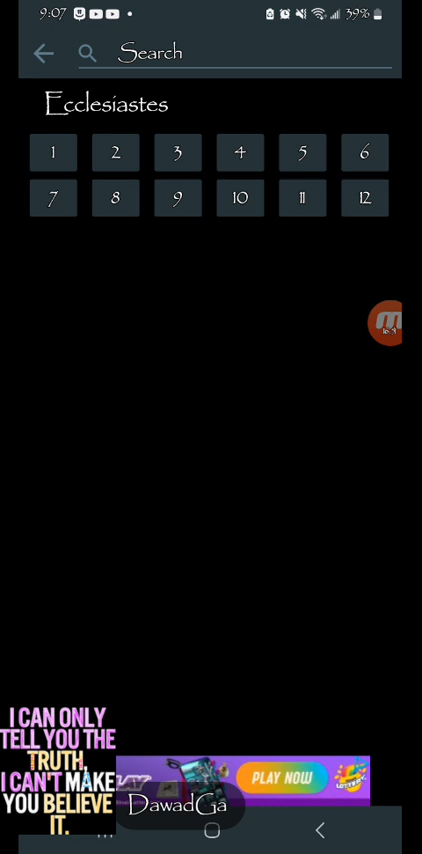 9:07
39%
Search
Ecclesiastes
1 2 3 4 5 6
7 8 9 10 11 12
I CAN ONLY
TELL YOU THE
TRUTH,
I CAN'T MAKE
YOU BELIEVE
IT.
LAY
PLAY NOW
DawadGa